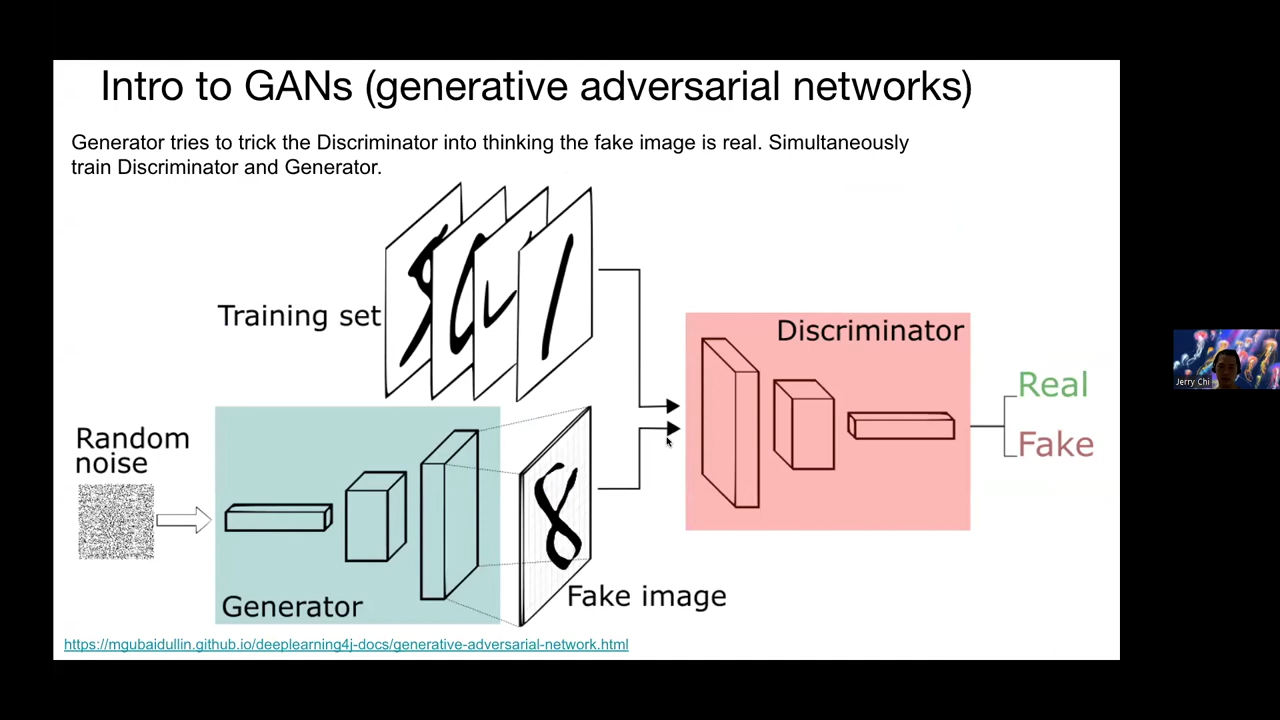 Intro to GANs (generative adversarial networks)
Generator tries to trick the Discriminator into thinking the fake image is real. Simultaneously
train Discriminator and Generator.
Training set
Discriminator
Real
Fake
Random
noise
8
Generator
Fake image
https://mgubaidullin.github.io/deeplearning4j-docs/generative-adversarial-network.html
Jerry Chi